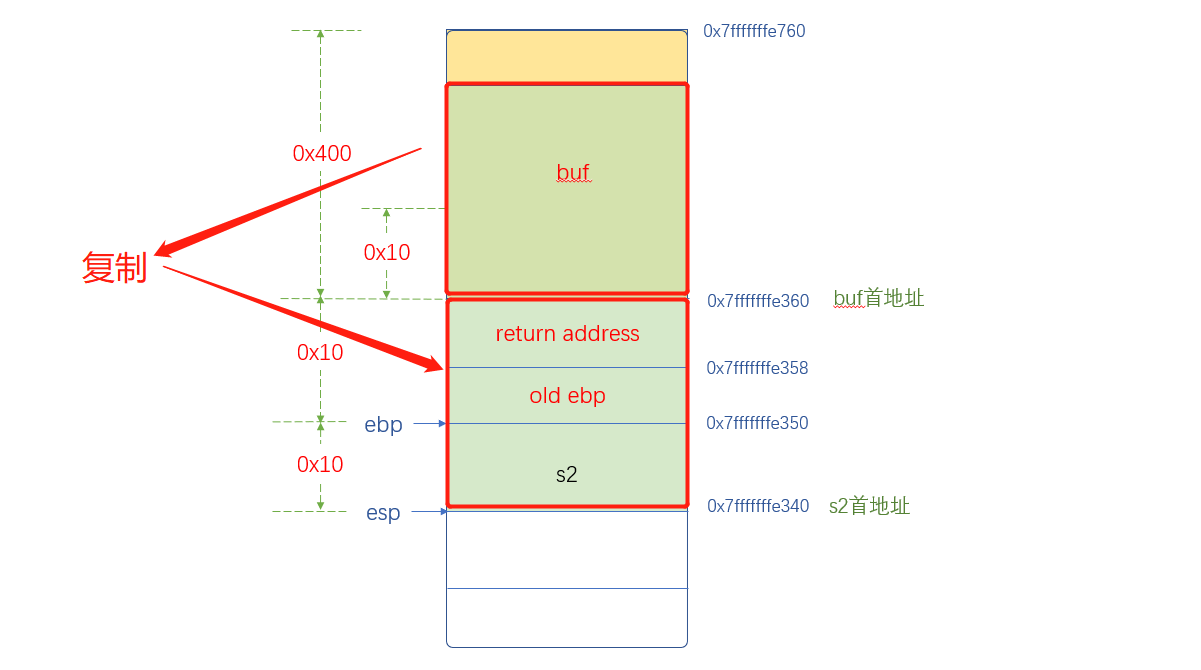 0x7fffffffe760
0x400
buf
0x10
复制
0x7fffffffe360
buf首地址
return address
0x10
0x7fffffffe358
old ebp
ebp
0x7fffffffe350
0x10
s2
esp
0x7fffffffe340
s2首地址